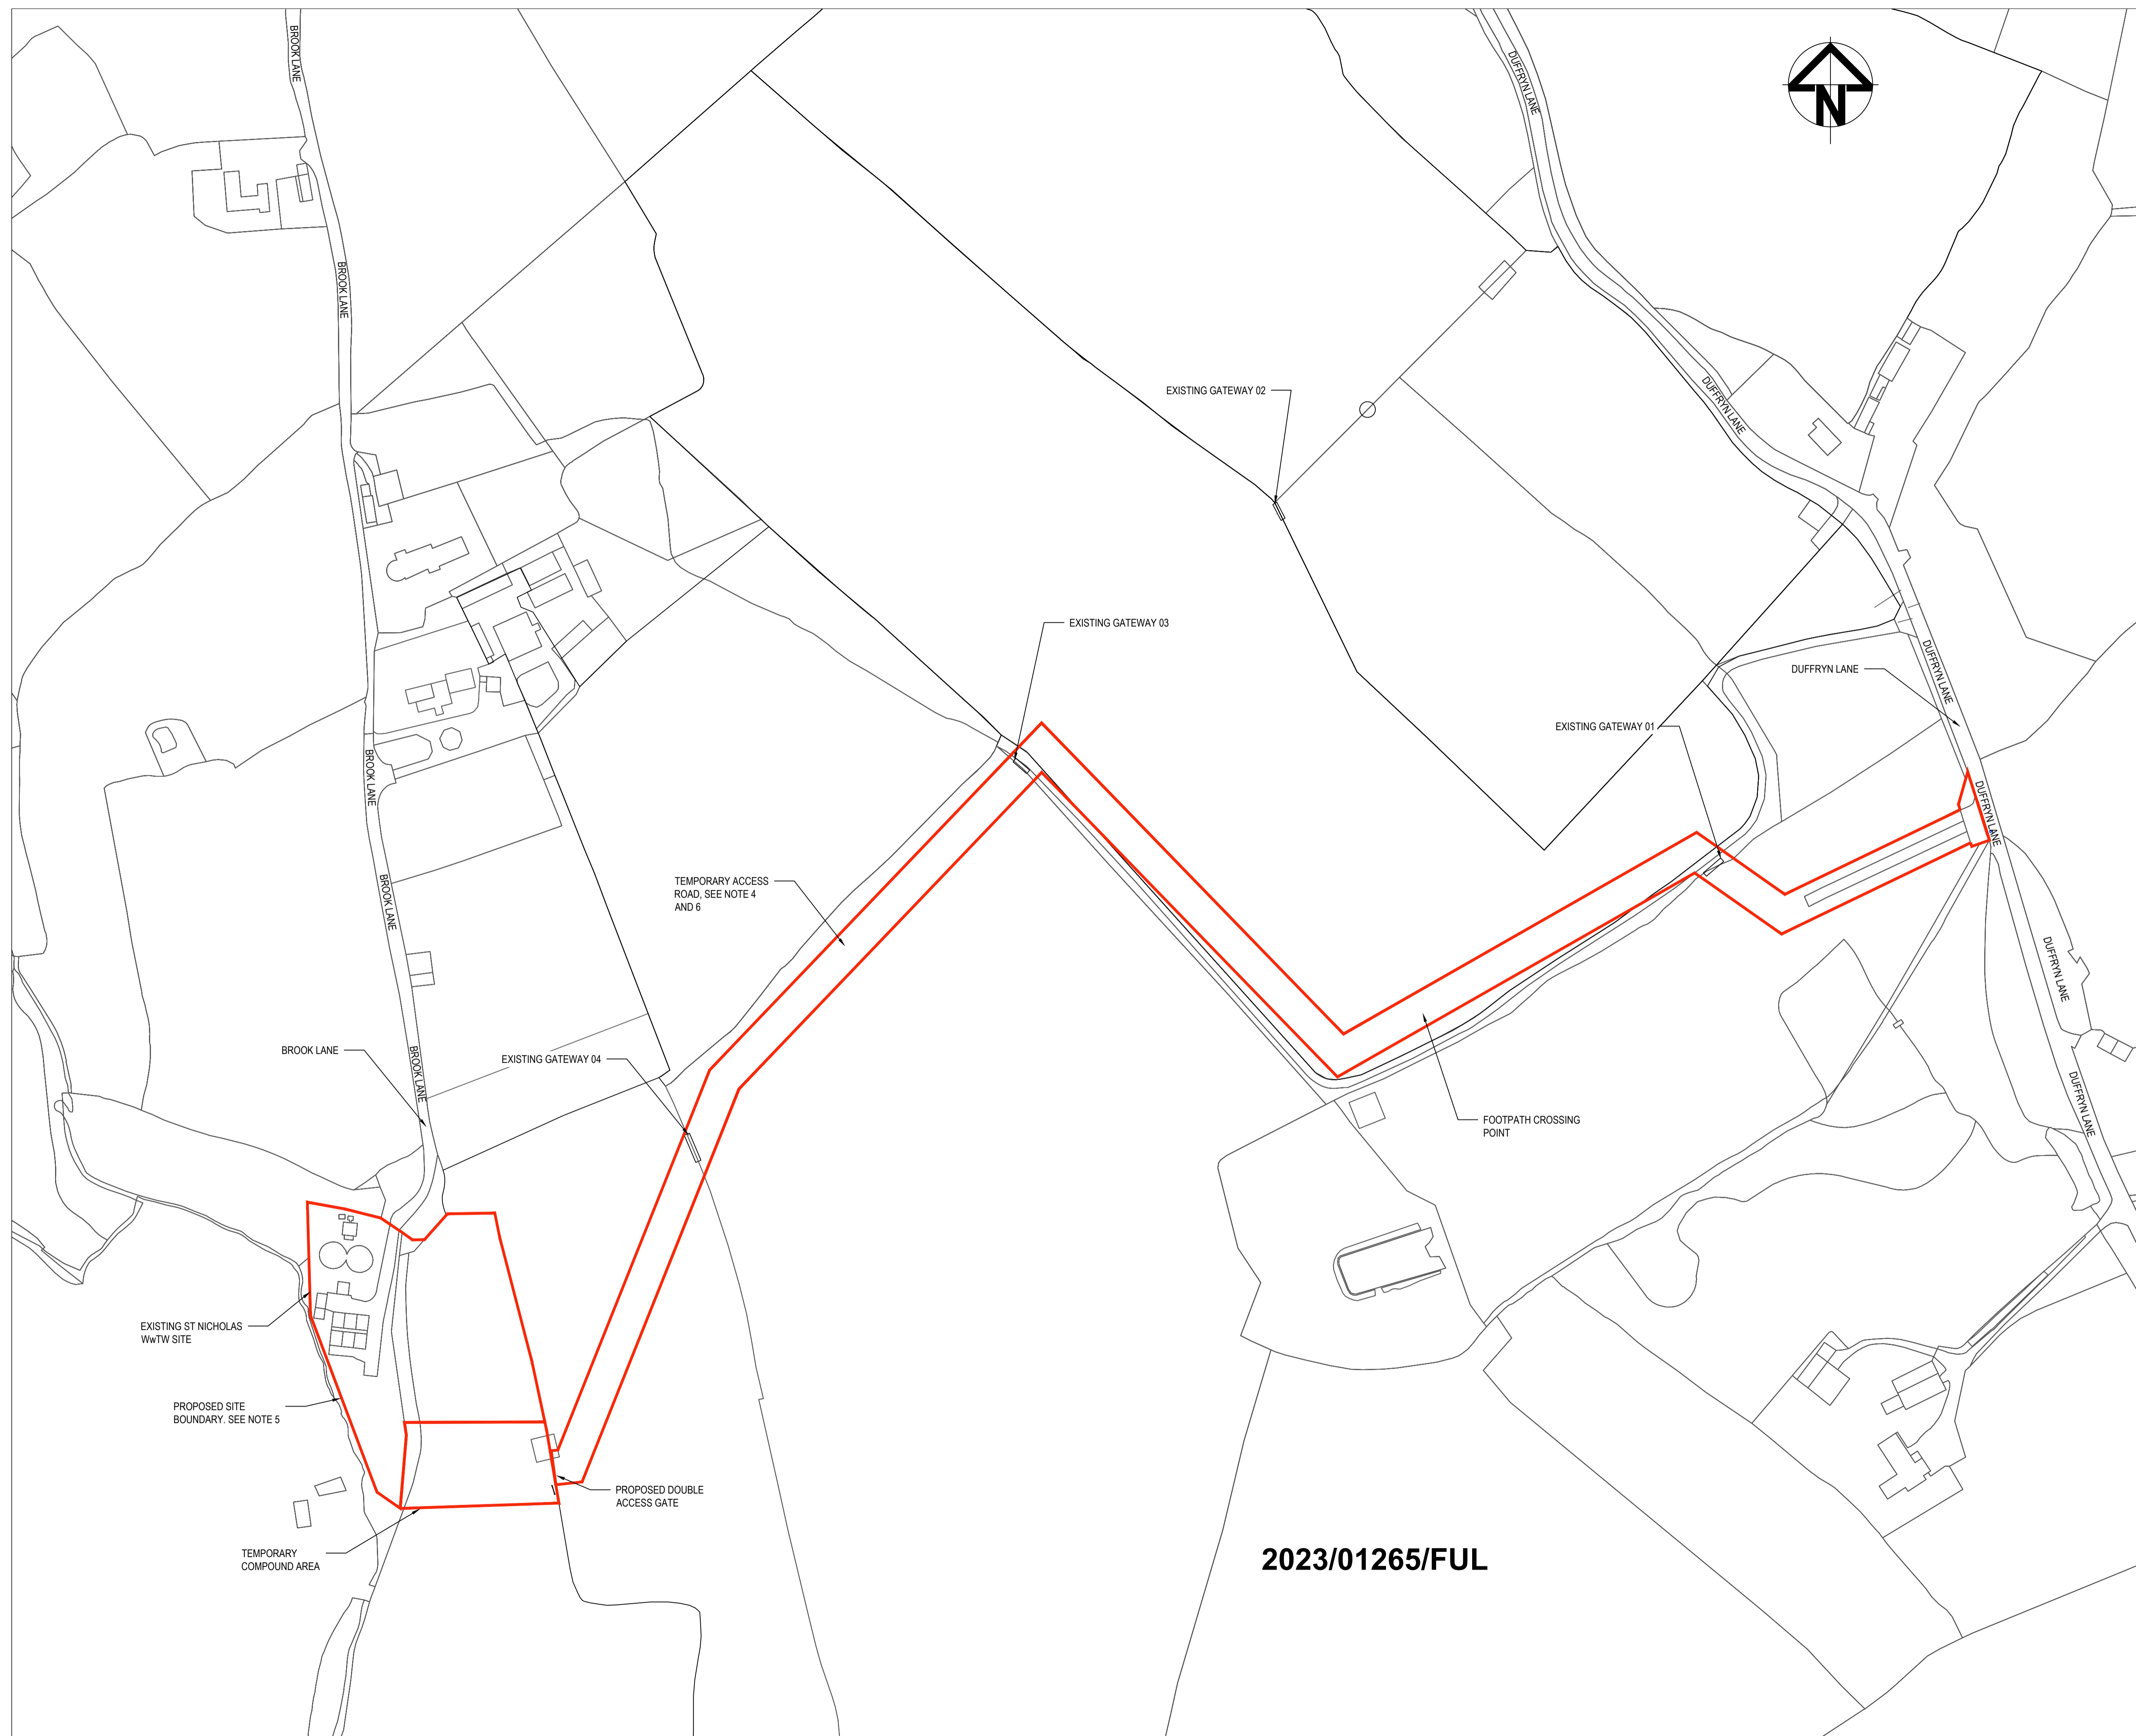 BROOK LANE
DUFFRYN LANE
N
BROOK LANE
EXISTING GATEWAY 02
DUFFRYN LANE
EXISTING GATEWAY 03
DUFFRYN LANE
DUFFRYN LANE
EXISTING GATEWAY 01
BROOK LANE
DUFFRYN LANE
TEMPORARY ACCESS
ROAD, SEE NOTE 4
AND 6
BROOK LANE
DUFFRYN LANE
BROOK LANE
BROOK LANE
EXISTING GATEWAY 04
DUFFRYN LANE
FOOTPATH CROSSING
POINT
EXISTING ST NICHOLAS
WwTW SITE
PROPOSED SITE
BOUNDARY. SEE NOTE 5
PROPOSED DOUBLE
ACCESS GATE
TEMPORARY
COMPOUND AREA
2023/01265/FUL